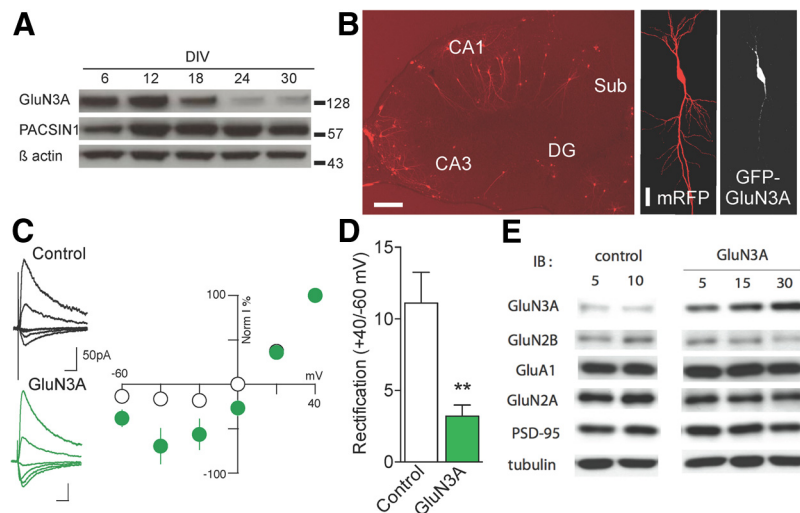 A
DIV
6 12 18 24 30
GluN3A
128
PACSIN1
57
ß actin
43
B
CA1
Sub
CA3
DG
mRFP
GFP-
GluN3A
C
Control
50pA
GluN3A
100
Norm I %
-60
mV
40
-100
D
Rectification (+40/-60 mV)
15
10
5
0
**
Control
GluN3A
E
IB : control GluN3A
5 10 5 15 30
GluN3A
GluN2B
GluA1
GluN2A
PSD-95
tubulin